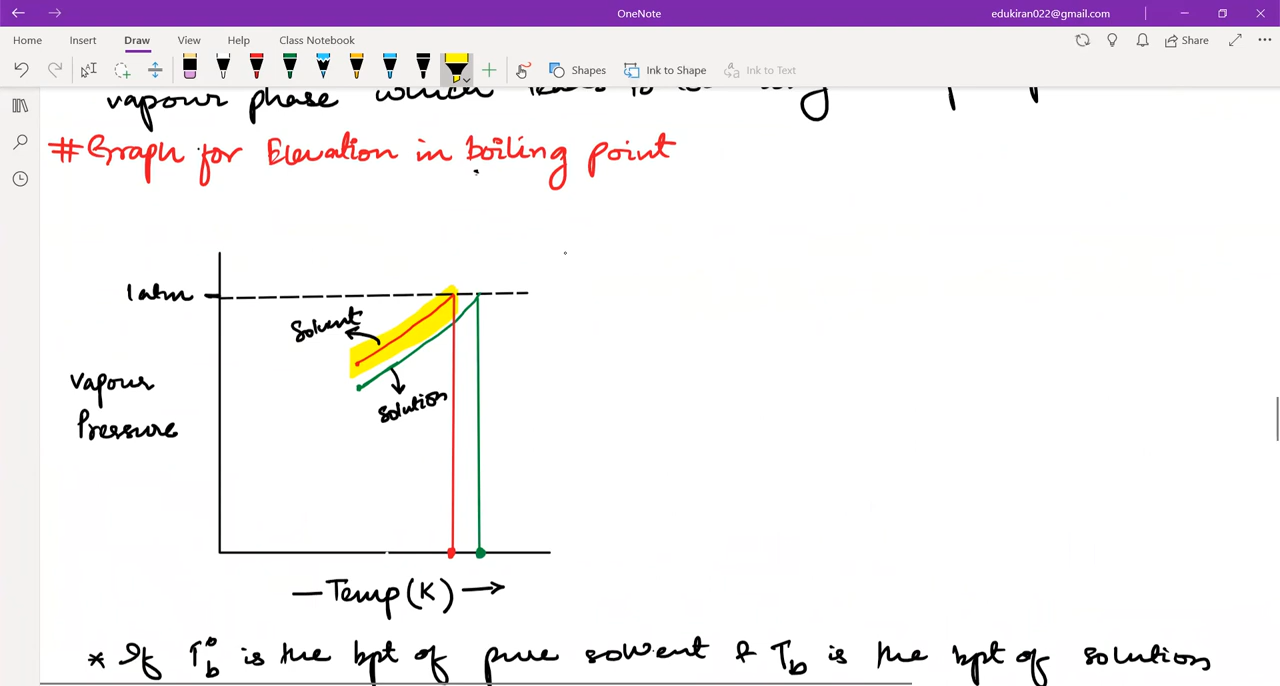 OneNote
edukiran022@gmail.com
Home Insert Draw View Help Class Notebook
Share
Shapes Ink to Shape Ink to Text
vapour phase which
# Graph for Elevation in boiling point
1atm
Solvent
Vapour
Pressure
Solution
Temp (K)
* If T°b is the bpt of pure solvent & Tb is the bpt of solution